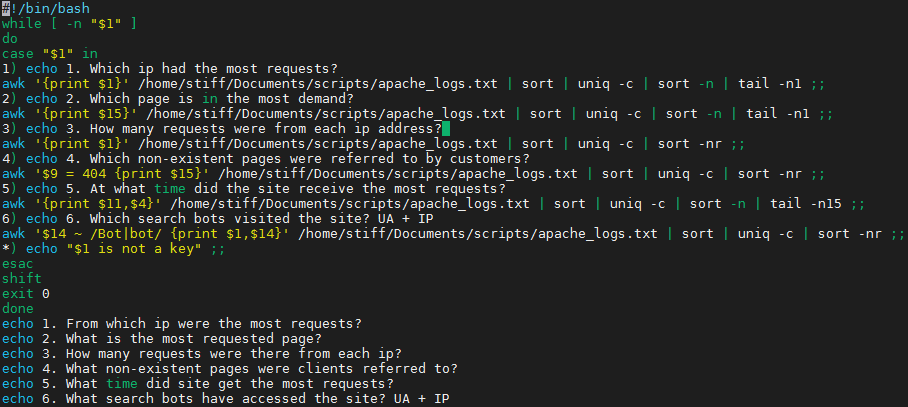 #!/bin/bash
while [ -n "$1" ]
do
case "$1" in
1) echo 1. Which ip had the most requests?
awk '{print $1}' /home/stiff/Documents/scripts/apache_logs.txt | sort | uniq -c | sort -n | tail -n1 ;;
2) echo 2. Which page is in the most demand?
awk '{print $15}' /home/stiff/Documents/scripts/apache_logs.txt | sort | uniq -c | sort -n | tail -n1 ;;
3) echo 3. How many requests were from each ip address?
awk '{print $1}' /home/stiff/Documents/scripts/apache_logs.txt | sort | uniq -c | sort -nr ;;
4) echo 4. Which non-existent pages were referred to by customers?
awk '$9 = 404 {print $15}' /home/stiff/Documents/scripts/apache_logs.txt | sort | uniq -c | sort -nr ;;
5) echo 5. At what time did the site receive the most requests?
awk '{print $11,$4}' /home/stiff/Documents/scripts/apache_logs.txt | sort | uniq -c | sort -n | tail -n15 ;;
6) echo 6. Which search bots visited the site? UA + IP
awk '$14 ~ /Bot|bot/ {print $1,$14}' /home/stiff/Documents/scripts/apache_logs.txt | sort | uniq -c | sort -nr ;;
*) echo "$1 is not a key" ;;
esac
shift
exit 0
done
echo 1. From which ip were the most requests?
echo 2. What is the most requested page?
echo 3. How many requests were there from each ip?
echo 4. What non-existent pages were clients referred to?
echo 5. What time did site get the most requests?
echo 6. What search bots have accessed the site? UA + IP